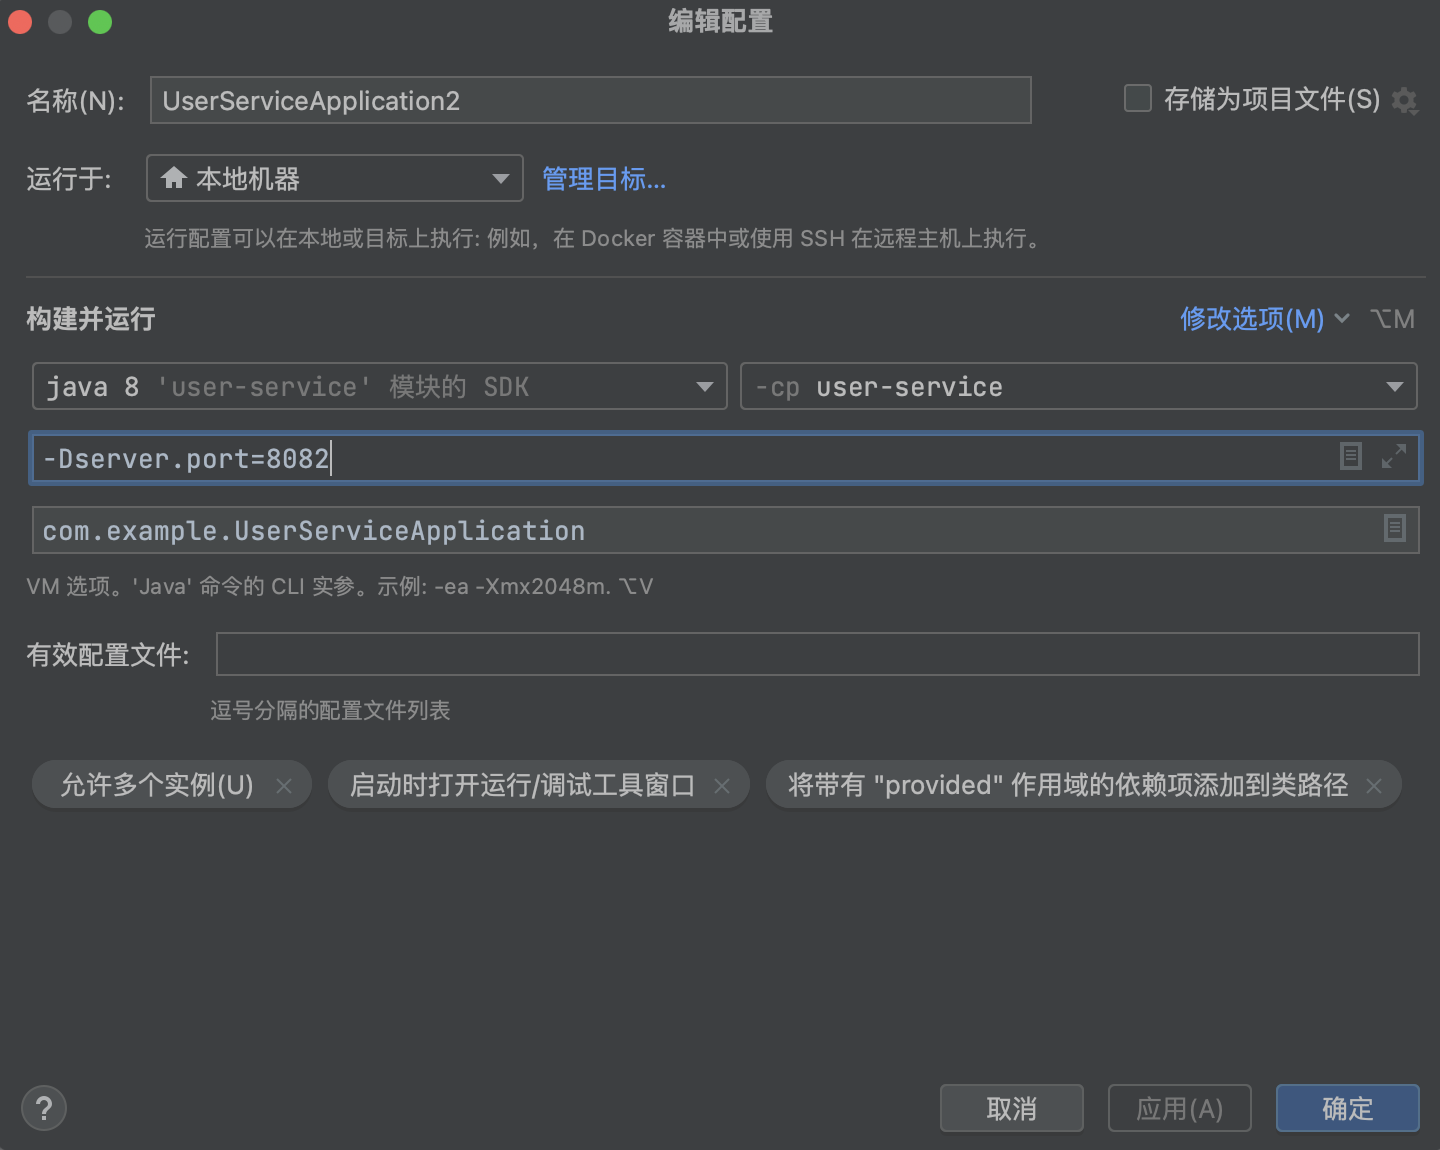 编辑配置
名称(N): UserServiceApplication2 存储为项目文件(S)
运行于: 本地机器 管理目标...
运行配置可以在本地或目标上执行: 例如，在 Docker 容器中或使用 SSH 在远程主机上执行。
构建并运行 修改选项(M) ⌥M
java 8 'user-service' 模块的 SDK -cp user-service
-Dserver.port=8082
com.example.UserServiceApplication
VM 选项。'Java' 命令的 CLI 实参。示例: -ea -Xmx2048m. ⌥V
有效配置文件:
逗号分隔的配置文件列表
允许多个实例(U) × 启动时打开运行/调试工具窗口 × 将带有 "provided" 作用域的依赖项添加到类路径 ×
? 取消 应用(A) 确定